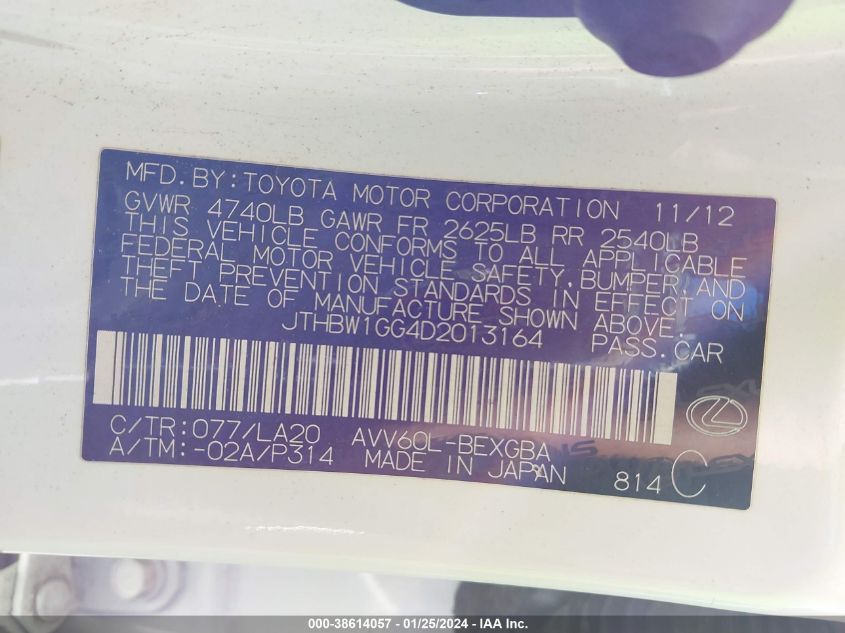 MFD.BY:TOYOTA MOTOR CORPORATION 11/12
GVWR 4740LB GAWR FR 2625LB RR 2540LB
THIS VEHICLE CONFORMS TO ALL APPLICABLE
FEDERAL MOTOR VEHICLE SAFETY,BUMPER,AND
THEFT PREVENTION STANDARDS IN EFFECT ON
THE DATE OF MANUFACTURE SHOWN ABOVE.
JTHBW1GG4D2013164 PASS.CAR
C/TR:077/LA20 AVV60L-BEXGBA
A/TM:-02A/P314 MADE IN JAPAN 814 C
000-38614057 - 01/25/2024 - IAA Inc.